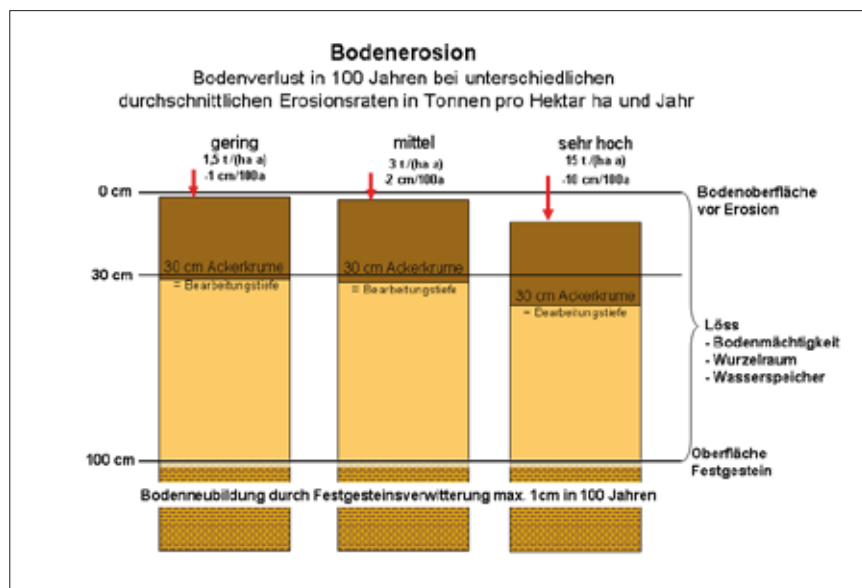 Bodenerosion
Bodenverlust in 100 Jahren bei unterschiedlichen
durchschnittlichen Erosionsraten in Tonnen pro Hektar ha und Jahr
gering
1,5 t/(ha a)
-1 cm/100a
mittel
3 t/(ha a)
-2 cm/100a
sehr hoch
15 t/(ha a)
-10 cm/100a
0 cm
Bodenoberfläche
vor Erosion
30 cm Ackerkrume
= Bearbeitungstiefe
30 cm Ackerkrume
= Bearbeitungstiefe
30 cm Ackerkrume
= Bearbeitungstiefe
30 cm
Löss
- Bodenmächtigkeit
- Wurzelraum
- Wasserspeicher
100 cm
Oberfläche
Festgestein
Bodenneubildung durch Festgesteinsverwitterung max. 1cm in 100 Jahren